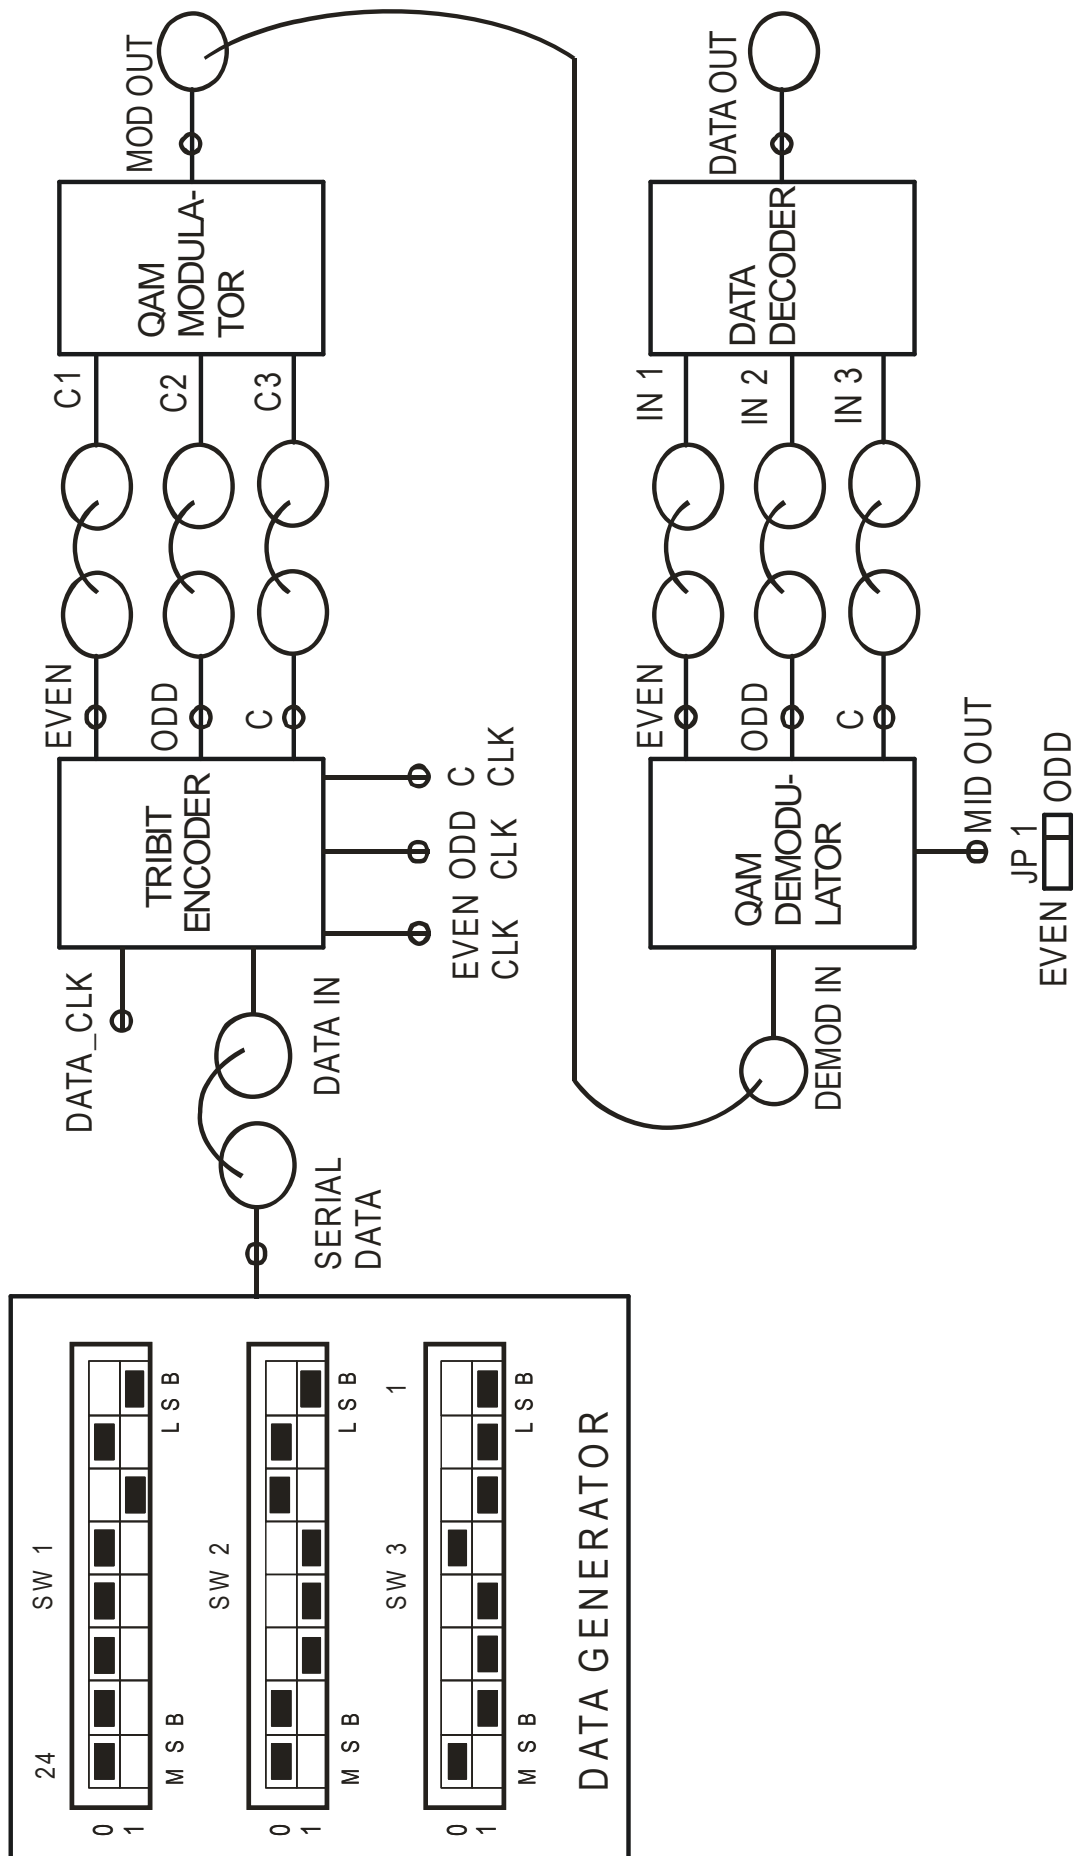 24
SW 1
0
1
M S B
L S B
SW 2
0
1
M S B
L S B
SW 3
1
0
1
M S B
L S B
DATA GENERATOR
SERIAL
DATA
DATA IN
DATA_CLK
TRIBIT
ENCODER
EVEN
CLK
ODD
CLK
C
CLK
EVEN
ODD
C
C1
C2
C3
QAM
MODULA-
TOR
MOD OUT
DEMOD IN
QAM
DEMODU-
LATOR
MID OUT
JP 1
EVEN
ODD
EVEN
ODD
C
IN 1
IN 2
IN 3
DATA
DECODER
DATA OUT